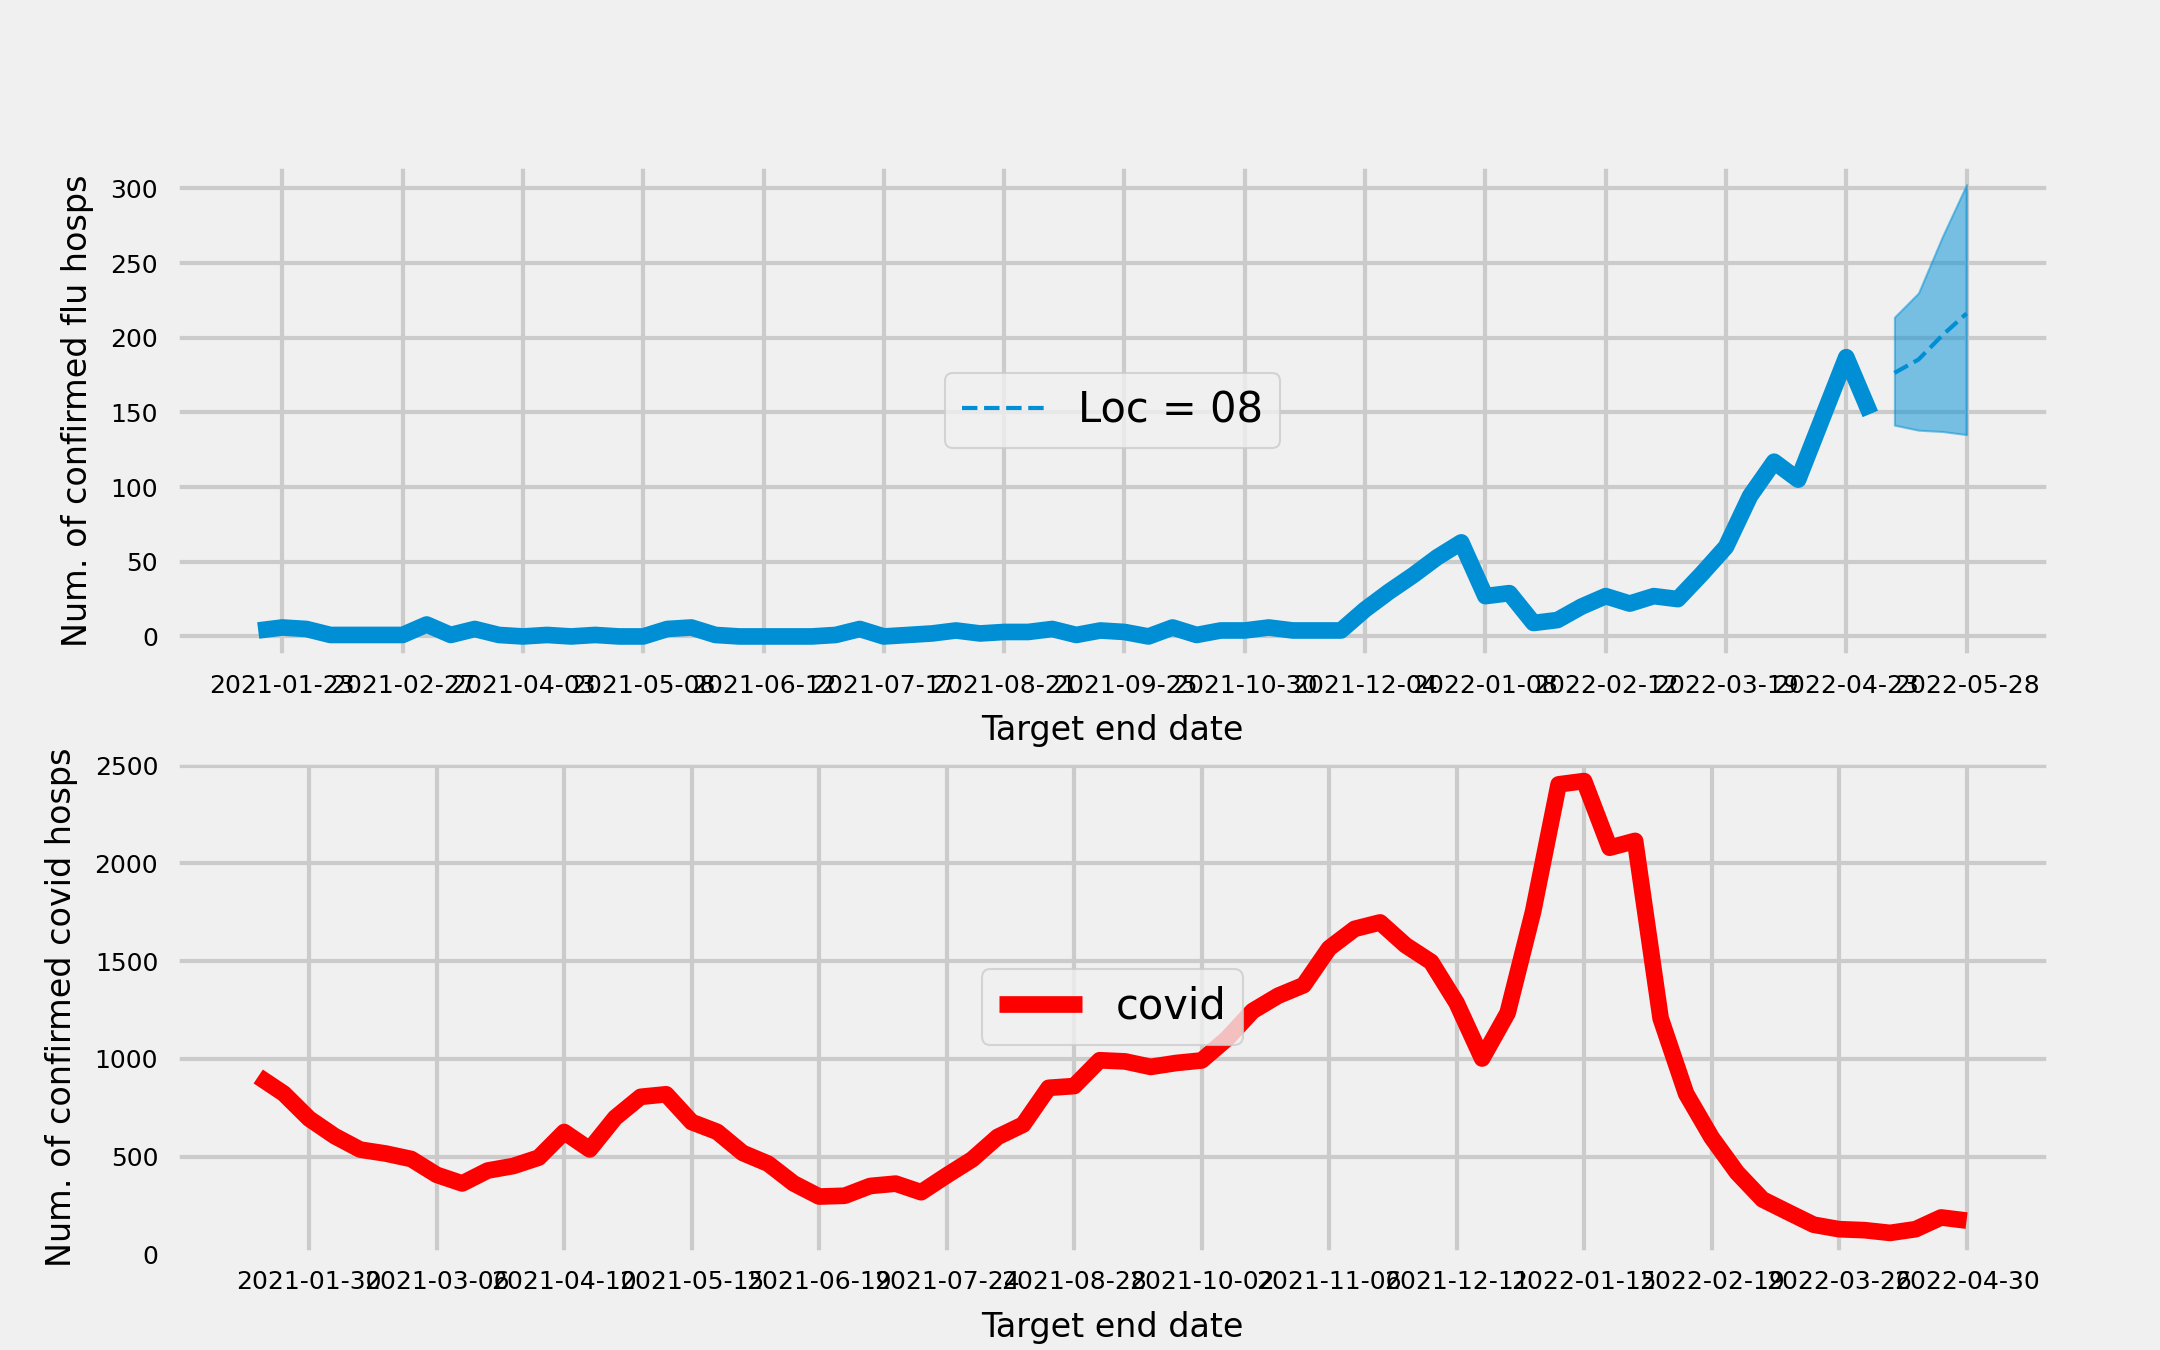 Num. of confirmed flu hosps
300
250
200
150
100
50
0
Loc = 08
2021-01-23 2021-02-27 2021-04-03 2021-05-08 2021-06-12 2021-07-17 2021-08-21 2021-09-25 2021-10-30 2021-12-04 2022-01-08 2022-02-12 2022-03-19 2022-04-23 2022-05-28
Target end date
Num. of confirmed covid hosps
2500
2000
1500
1000
500
0
covid
2021-01-30 2021-03-06 2021-04-10 2021-05-15 2021-06-19 2021-07-24 2021-08-28 2021-10-02 2021-11-06 2021-12-11 2022-01-15 2022-02-19 2022-03-26 2022-04-30
Target end date